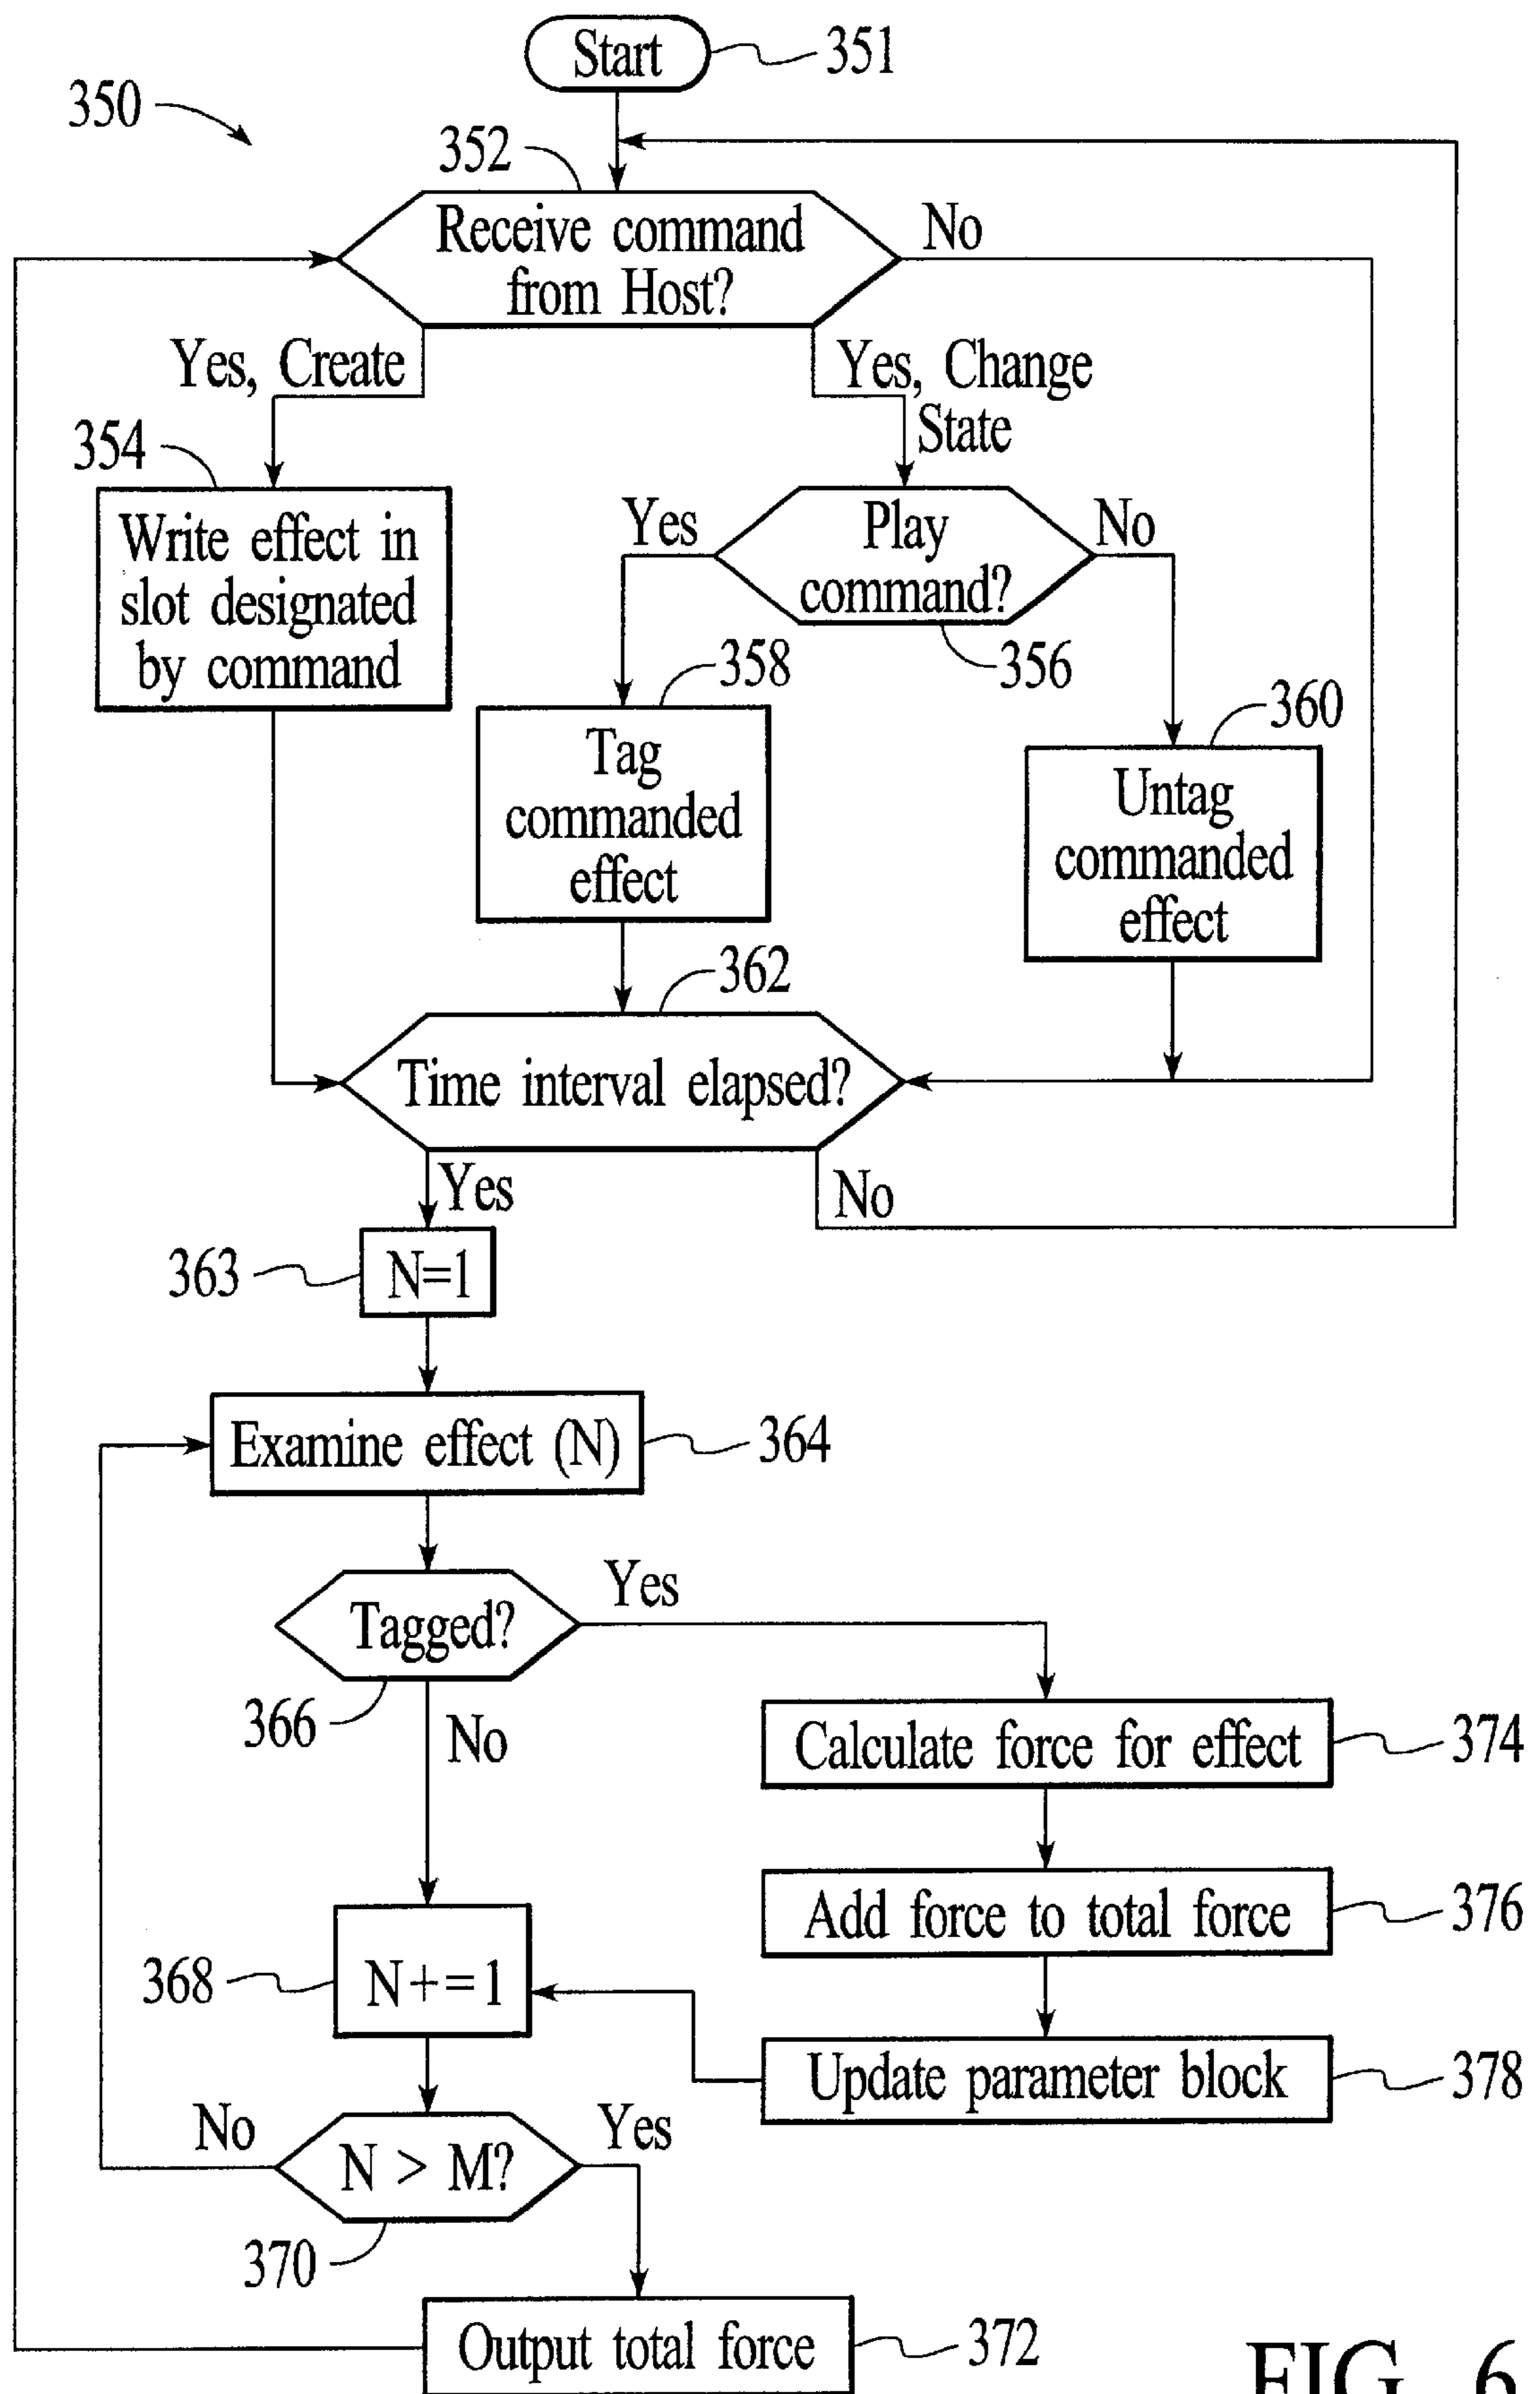 Start
351
350
352
Receive command
from Host?
No
Yes, Create
Yes, Change
State
354
Write effect in
slot designated
by command
Yes
Play
command?
No
356
358
Tag
commanded
effect
360
Untag
commanded
effect
362
Time interval elapsed?
Yes
No
363
N=1
Examine effect (N)
364
Tagged?
Yes
366
No
Calculate force for effect
374
Add force to total force
376
368
N+=1
Update parameter block
378
No
N > M?
Yes
370
Output total force
372
FIG. 6